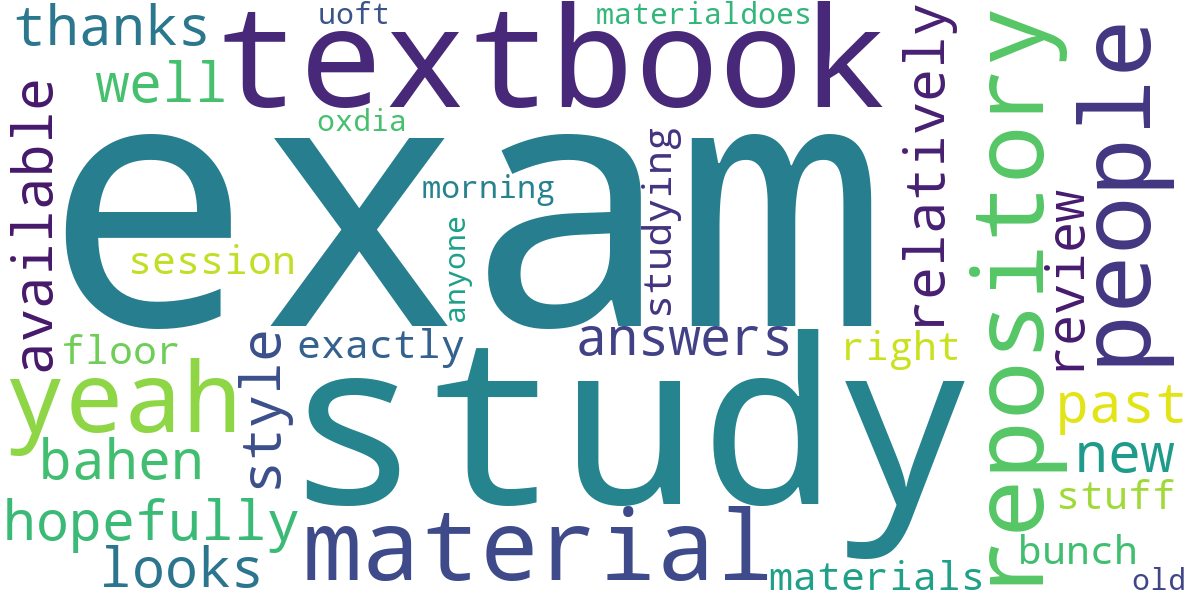 thanks
uoft
materialdoes
textbook
well
oxdia
exam
available
morning
studying
anyone
session
relatively
repository
people
review
floor
exactly
answers
right
yeah
style
study
past
bahen
new
stuff
hopefully
material
looks
bunch
materials
old